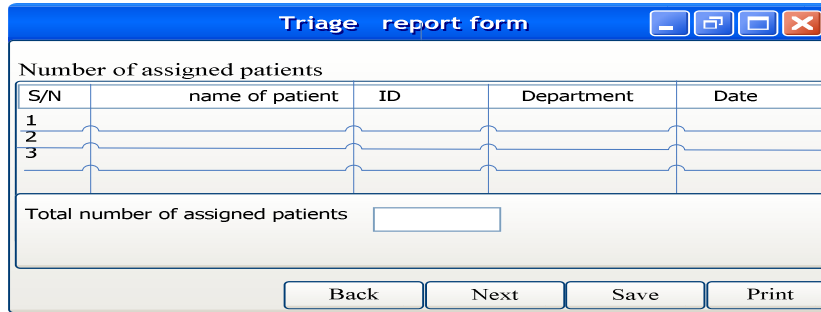 Triage report form
Number of assigned patients
S/N name of patient ID Department Date
1
2
3
Total number of assigned patients
Back Next Save Print